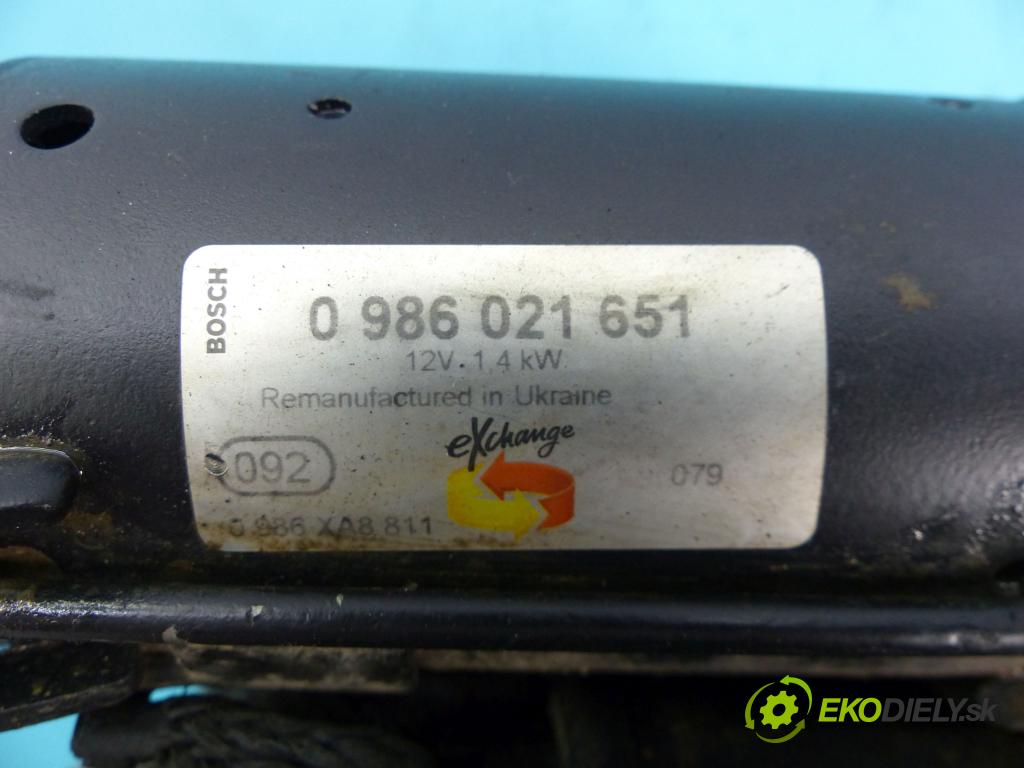 BOSCH
0 986 021 651
12V. 1,4 kW
Remanufactured in Ukraine
eXchange
092
079
0 986 XA8 811
EKODIELY.sk